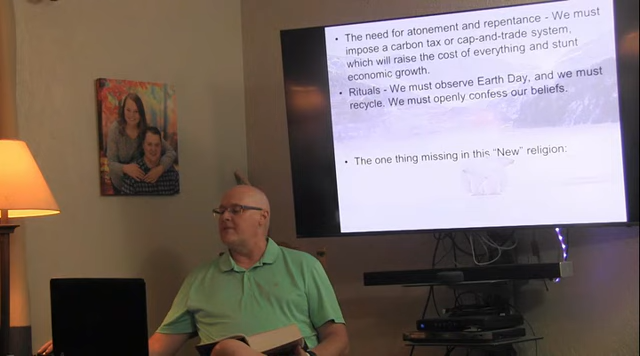 • The need for atonement and repentance - We must
impose a carbon tax or cap-and-trade system,
which will raise the cost of everything and stunt
economic growth.
• Rituals - We must observe Earth Day, and we must
recycle. We must openly confess our beliefs.
• The one thing missing in this “New” religion: